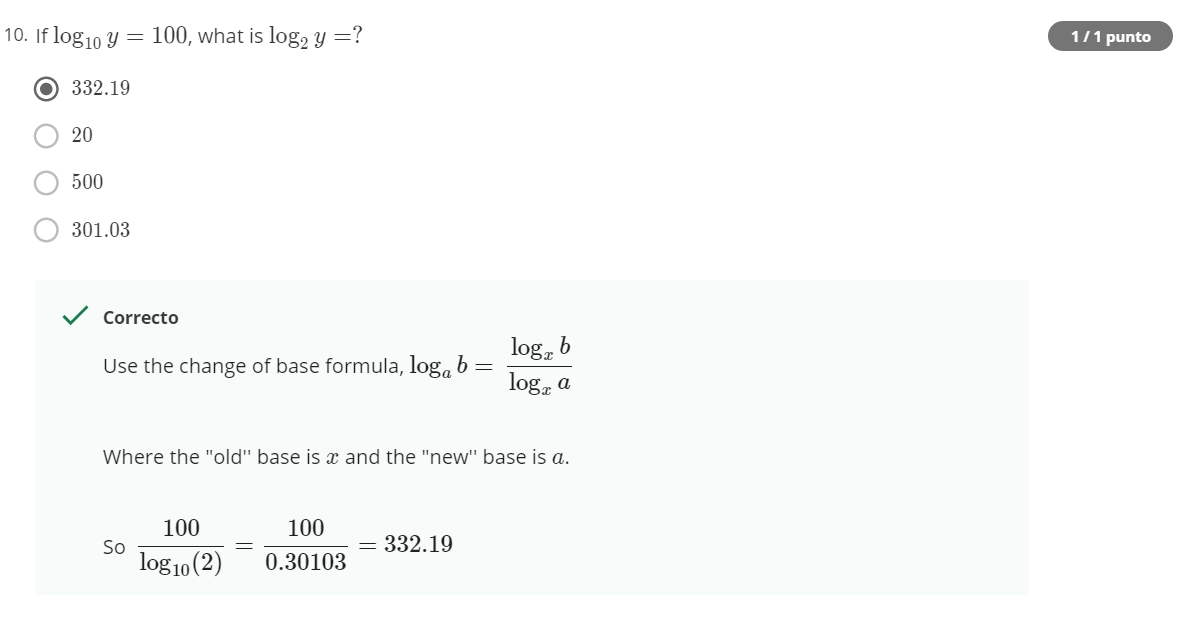 10. If log₁₀ y = 100, what is log₂ y =?
1 / 1 punto
332.19
20
500
301.03
Correcto
Use the change of base formula, logₐ b = logₓ b / logₓ a
Where the "old'' base is x and the "new'' base is a.
So 100 / log₁₀(2) = 100 / 0.30103 = 332.19